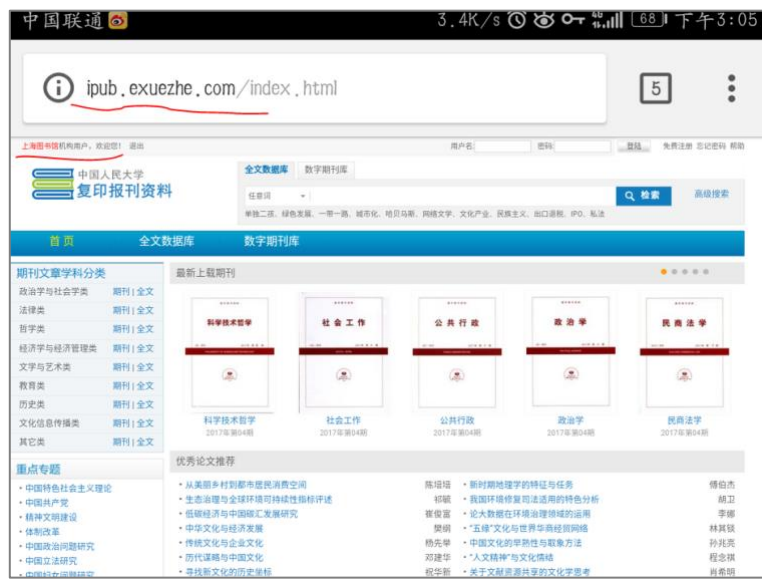 中国联通 3.4K/s 4G 68 下午3:05
ipub.exuezhe.com/index.html 5
上海图书馆机构用户，欢迎您！ 退出 用户名: 密码: 登陆 免费注册 忘记密码 帮助
中国人民大学
复印报刊资料
全文数据库 数字期刊库
任意词 检索 高级搜索
单独二孩, 绿色发展, 一带一路, 城市化, 哈贝马斯, 网络文学, 文化产业, 民族主义, 出口退税, IPO, 私法
首页 全文数据库 数字期刊库
期刊文章学科分类
政治学与社会学类 期刊|全文
法律类 期刊|全文
哲学类 期刊|全文
经济学与经济管理类 期刊|全文
文学与艺术类 期刊|全文
教育类 期刊|全文
历史类 期刊|全文
文化信息传播类 期刊|全文
其它类 期刊|全文
重点专题
• 中国特色社会主义理论
• 中国共产党
• 精神文明建设
• 体制改革
• 中国政治问题研究
• 中国立法研究
• 中国妇女问题研究
最新上载期刊
科学技术哲学 社会工作 公共行政 政治学 民商法学
科学技术哲学 社会工作 公共行政 政治学 民商法学
2017年第04期 2017年第04期 2017年第04期 2017年第04期 2017年第04期
优秀论文推荐
• 从美丽乡村到都市居民消费空间 陈培培 • 新时期地理学的特征与任务 傅伯杰
• 生态治理与全球环境可持续性指标评述 祁毓 • 我国环境修复司法适用的特色分析 胡卫
• 低碳经济与中国碳汇发展研究 崔俊富 • 论大数据在环境治理领域的运用 李娜
• 中华文化与经济发展 樊纲 • "五缘"文化与世界华商经贸网络 林其锬
• 传统文化与企业文化 杨先举 • 中国文化的早熟性与取象方法 孙兆亮
• 历代谋略与中国文化 邓建华 • "人文精神"与文化情结 程念祺
• 寻找新文化的历史坐标 祝华新 • 关于文献资源共享的文化学思考 肖希明